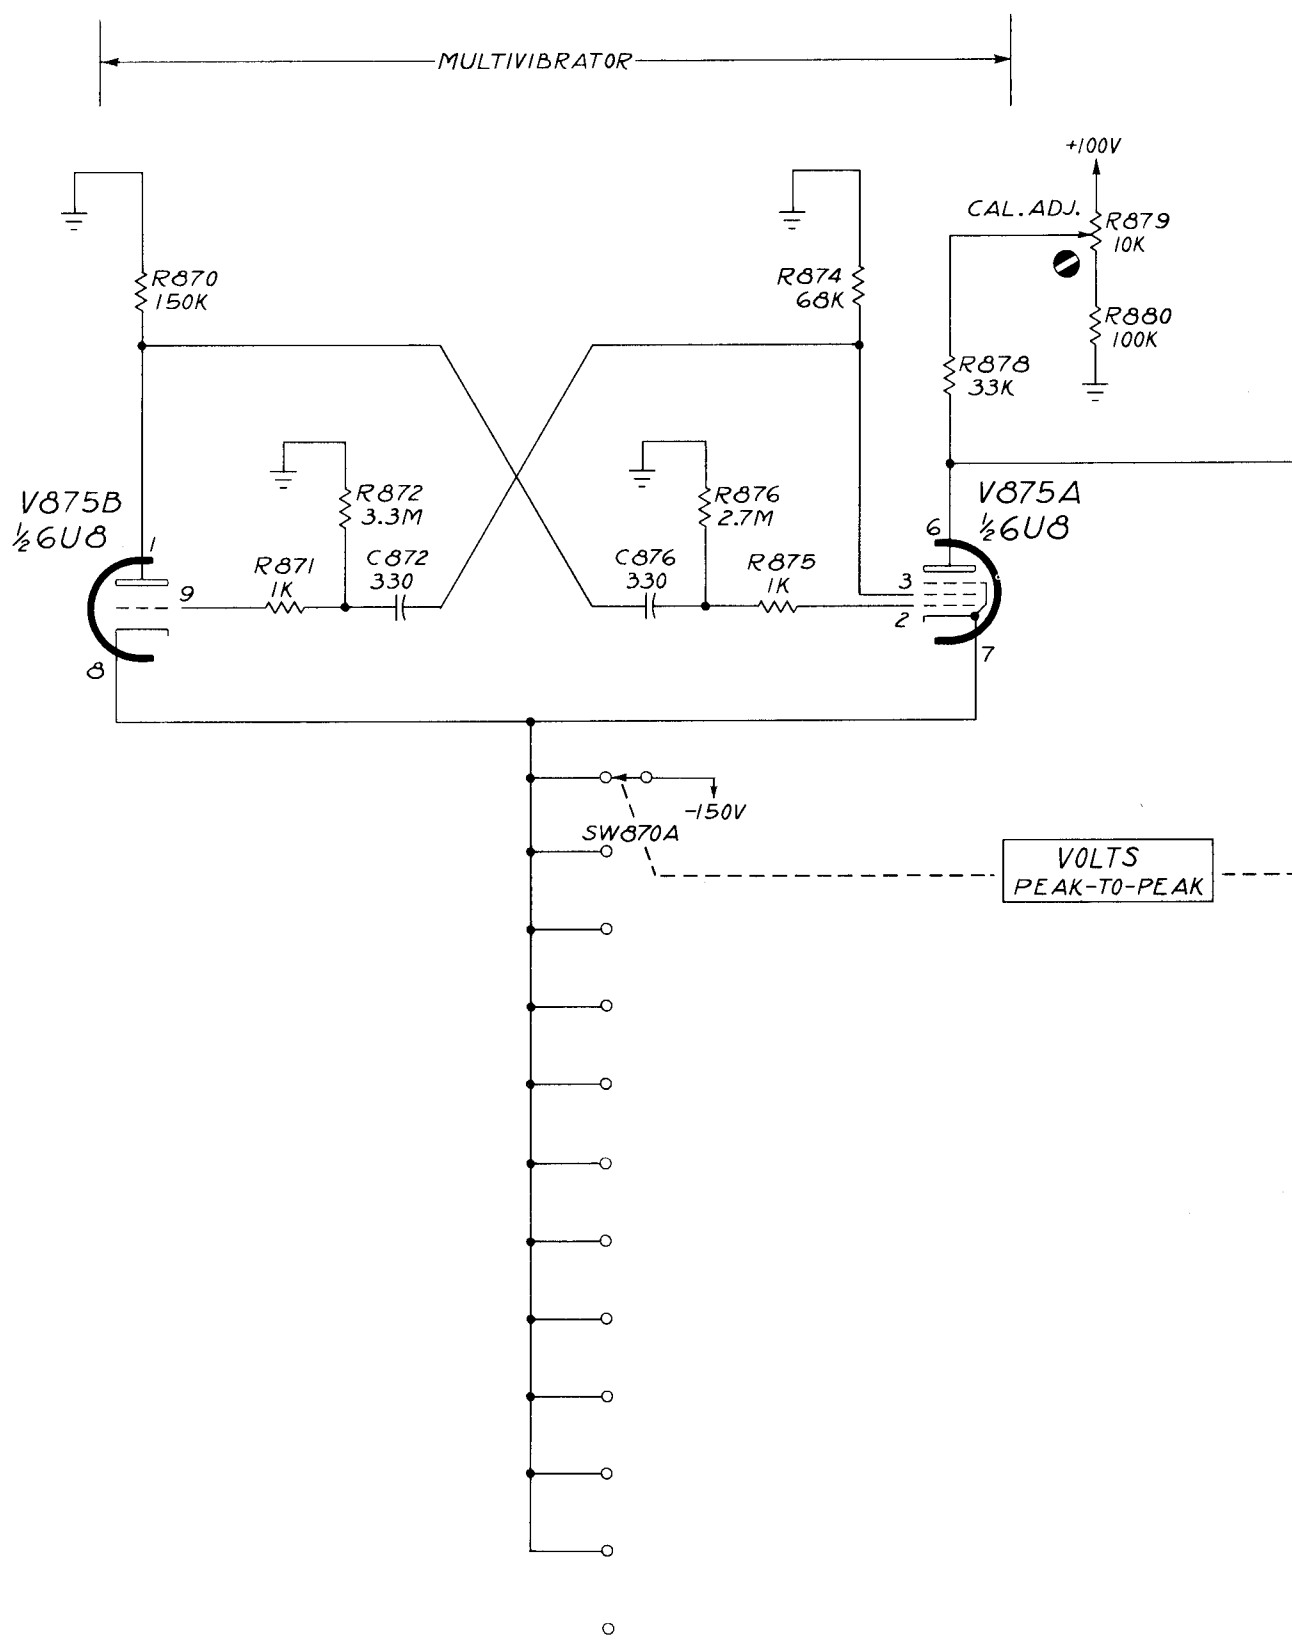 MULTIVIBRATOR
+100V
CAL. ADJ.
R879
10K
R870
150K
R874
68K
R880
100K
R878
33K
V875B
½6U8
R872
3.3M
R876
2.7M
V875A
½6U8
1
6
R871
1K
C872
330
C876
330
R875
1K
9
3
2
8
7
-150V
SW870A
VOLTS
PEAK-TO-PEAK